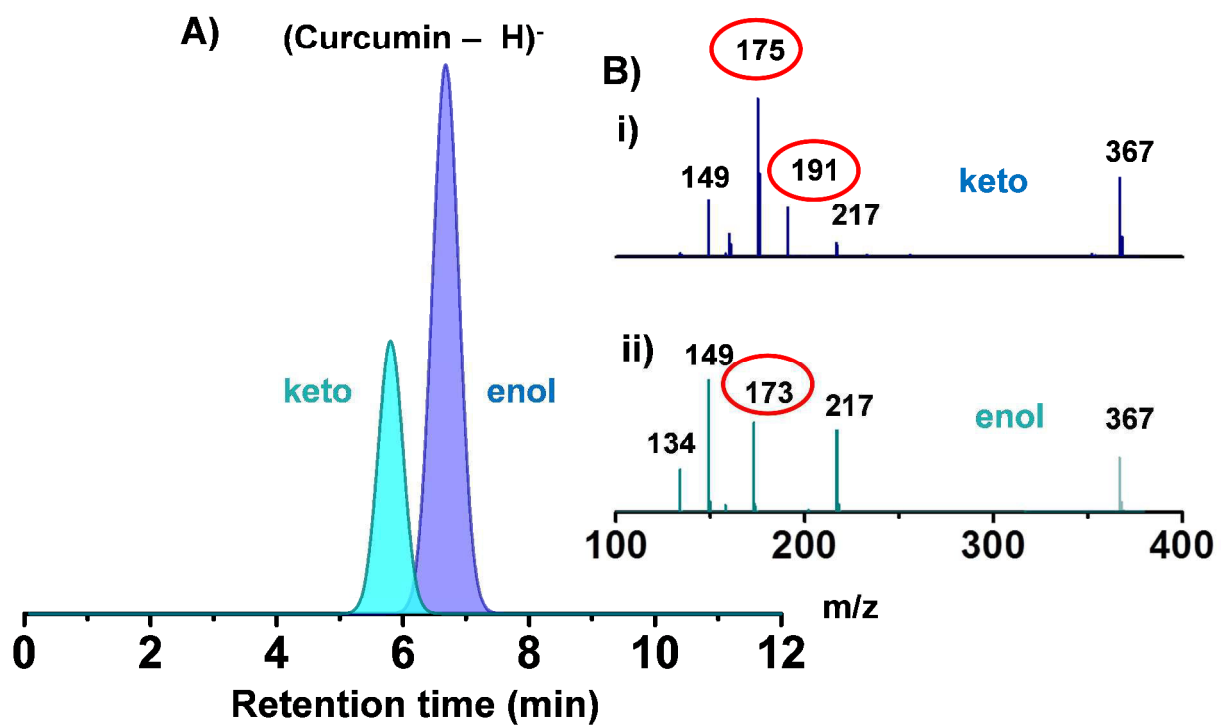 A)
(Curcumin – H)-
keto
enol
0 2 4 6 8 10 12
Retention time (min)
B)
i)
149
175
191
217
keto
367
ii)
134
149
173
217
enol
367
100 200 300 400
m/z